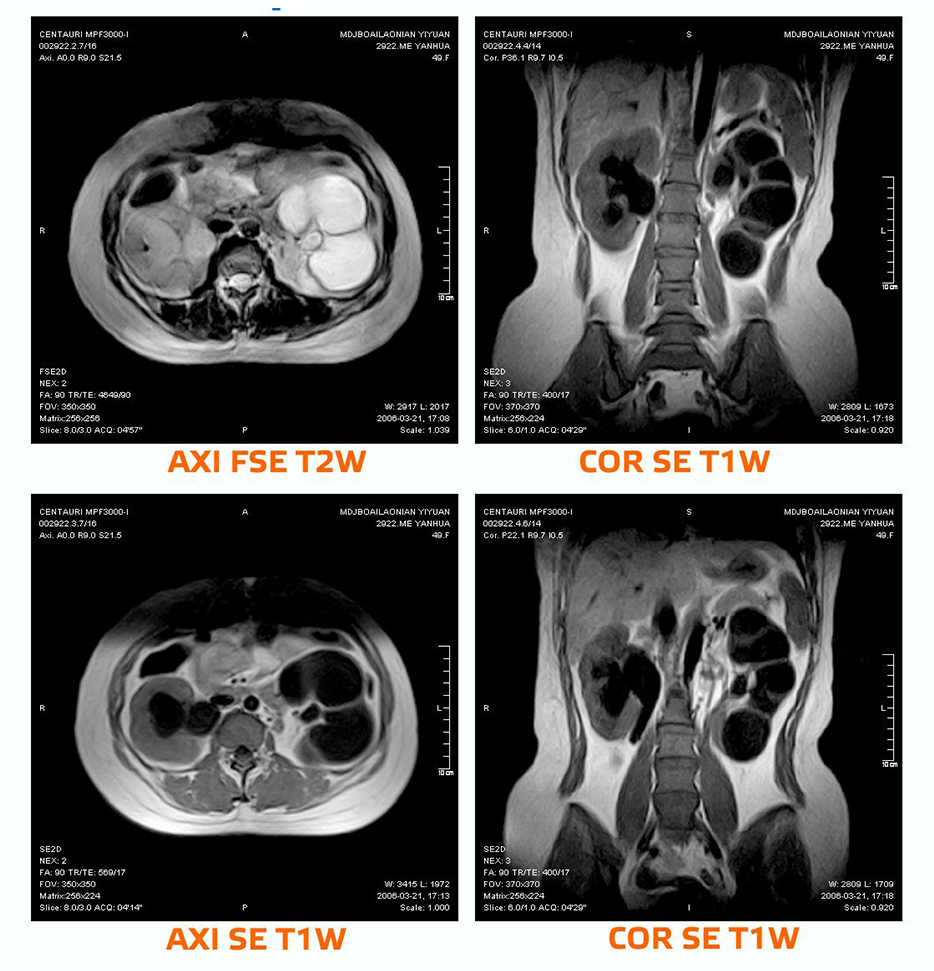 CENTAURI MPF3000-I
002922.2.7/16
Axi. A0.0 R9.0 S21.5
A
MDJBOAILAONIAN YIYUAN
2922.ME YANHUA
49.F
R
L
10 cm
FSE2D
NEX: 2
FA: 90 TR/TE: 4649/90
FOV: 350x350
Matrix:256x256
Slice: 8.0/3.0 ACQ: 04'57"
P
W: 2917 L: 2017
2006-03-21, 17:08
Scale: 1.039
AXI FSE T2W
CENTAURI MPF3000-I
002922.4.4/14
Cor. P36.1 R9.7 I0.5
S
MDJBOAILAONIAN YIYUAN
2922.ME YANHUA
49.F
R
L
10 cm
SE2D
NEX: 3
FA: 90 TR/TE: 400/17
FOV: 370x370
Matrix:256x224
Slice: 6.0/1.0 ACQ: 04'29"
I
W: 2809 L: 1673
2006-03-21, 17:18
Scale: 0.920
COR SE T1W
CENTAURI MPF3000-I
002922.3.7/16
Axi. A0.0 R9.0 S21.5
A
MDJBOAILAONIAN YIYUAN
2922.ME YANHUA
49.F
R
L
10 cm
SE2D
NEX: 2
FA: 90 TR/TE: 569/17
FOV: 350x350
Matrix:256x224
Slice: 8.0/3.0 ACQ: 04'14"
P
W: 3415 L: 1972
2006-03-21, 17:13
Scale: 1.000
AXI SE T1W
CENTAURI MPF3000-I
002922.4.6/14
Cor. P22.1 R9.7 I0.5
S
MDJBOAILAONIAN YIYUAN
2922.ME YANHUA
49.F
R
L
10 cm
SE2D
NEX: 3
FA: 90 TR/TE: 400/17
FOV: 370x370
Matrix:256x224
Slice: 6.0/1.0 ACQ: 04'29"
I
W: 2809 L: 1709
2006-03-21, 17:18
Scale: 0.920
COR SE T1W